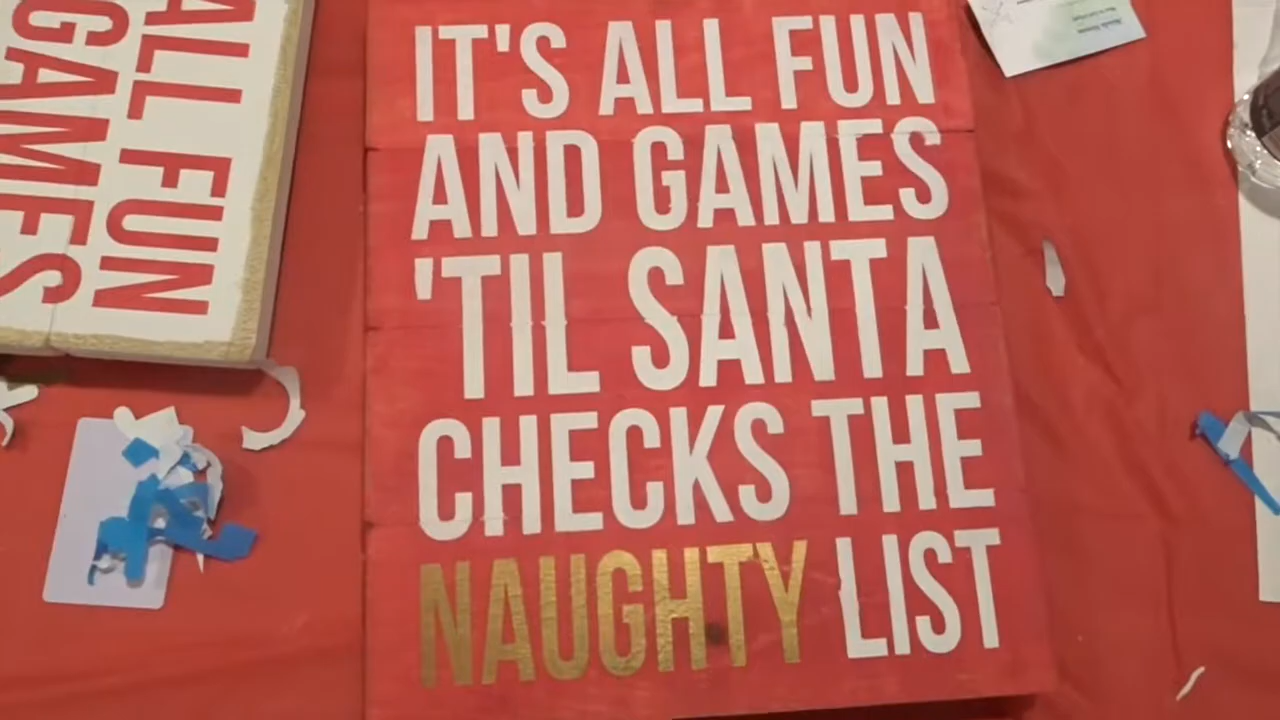 IT'S ALL FUN
AND GAMES
'TIL SANTA
CHECKS THE
NAUGHTY LIST
ALL FUN
GAMES